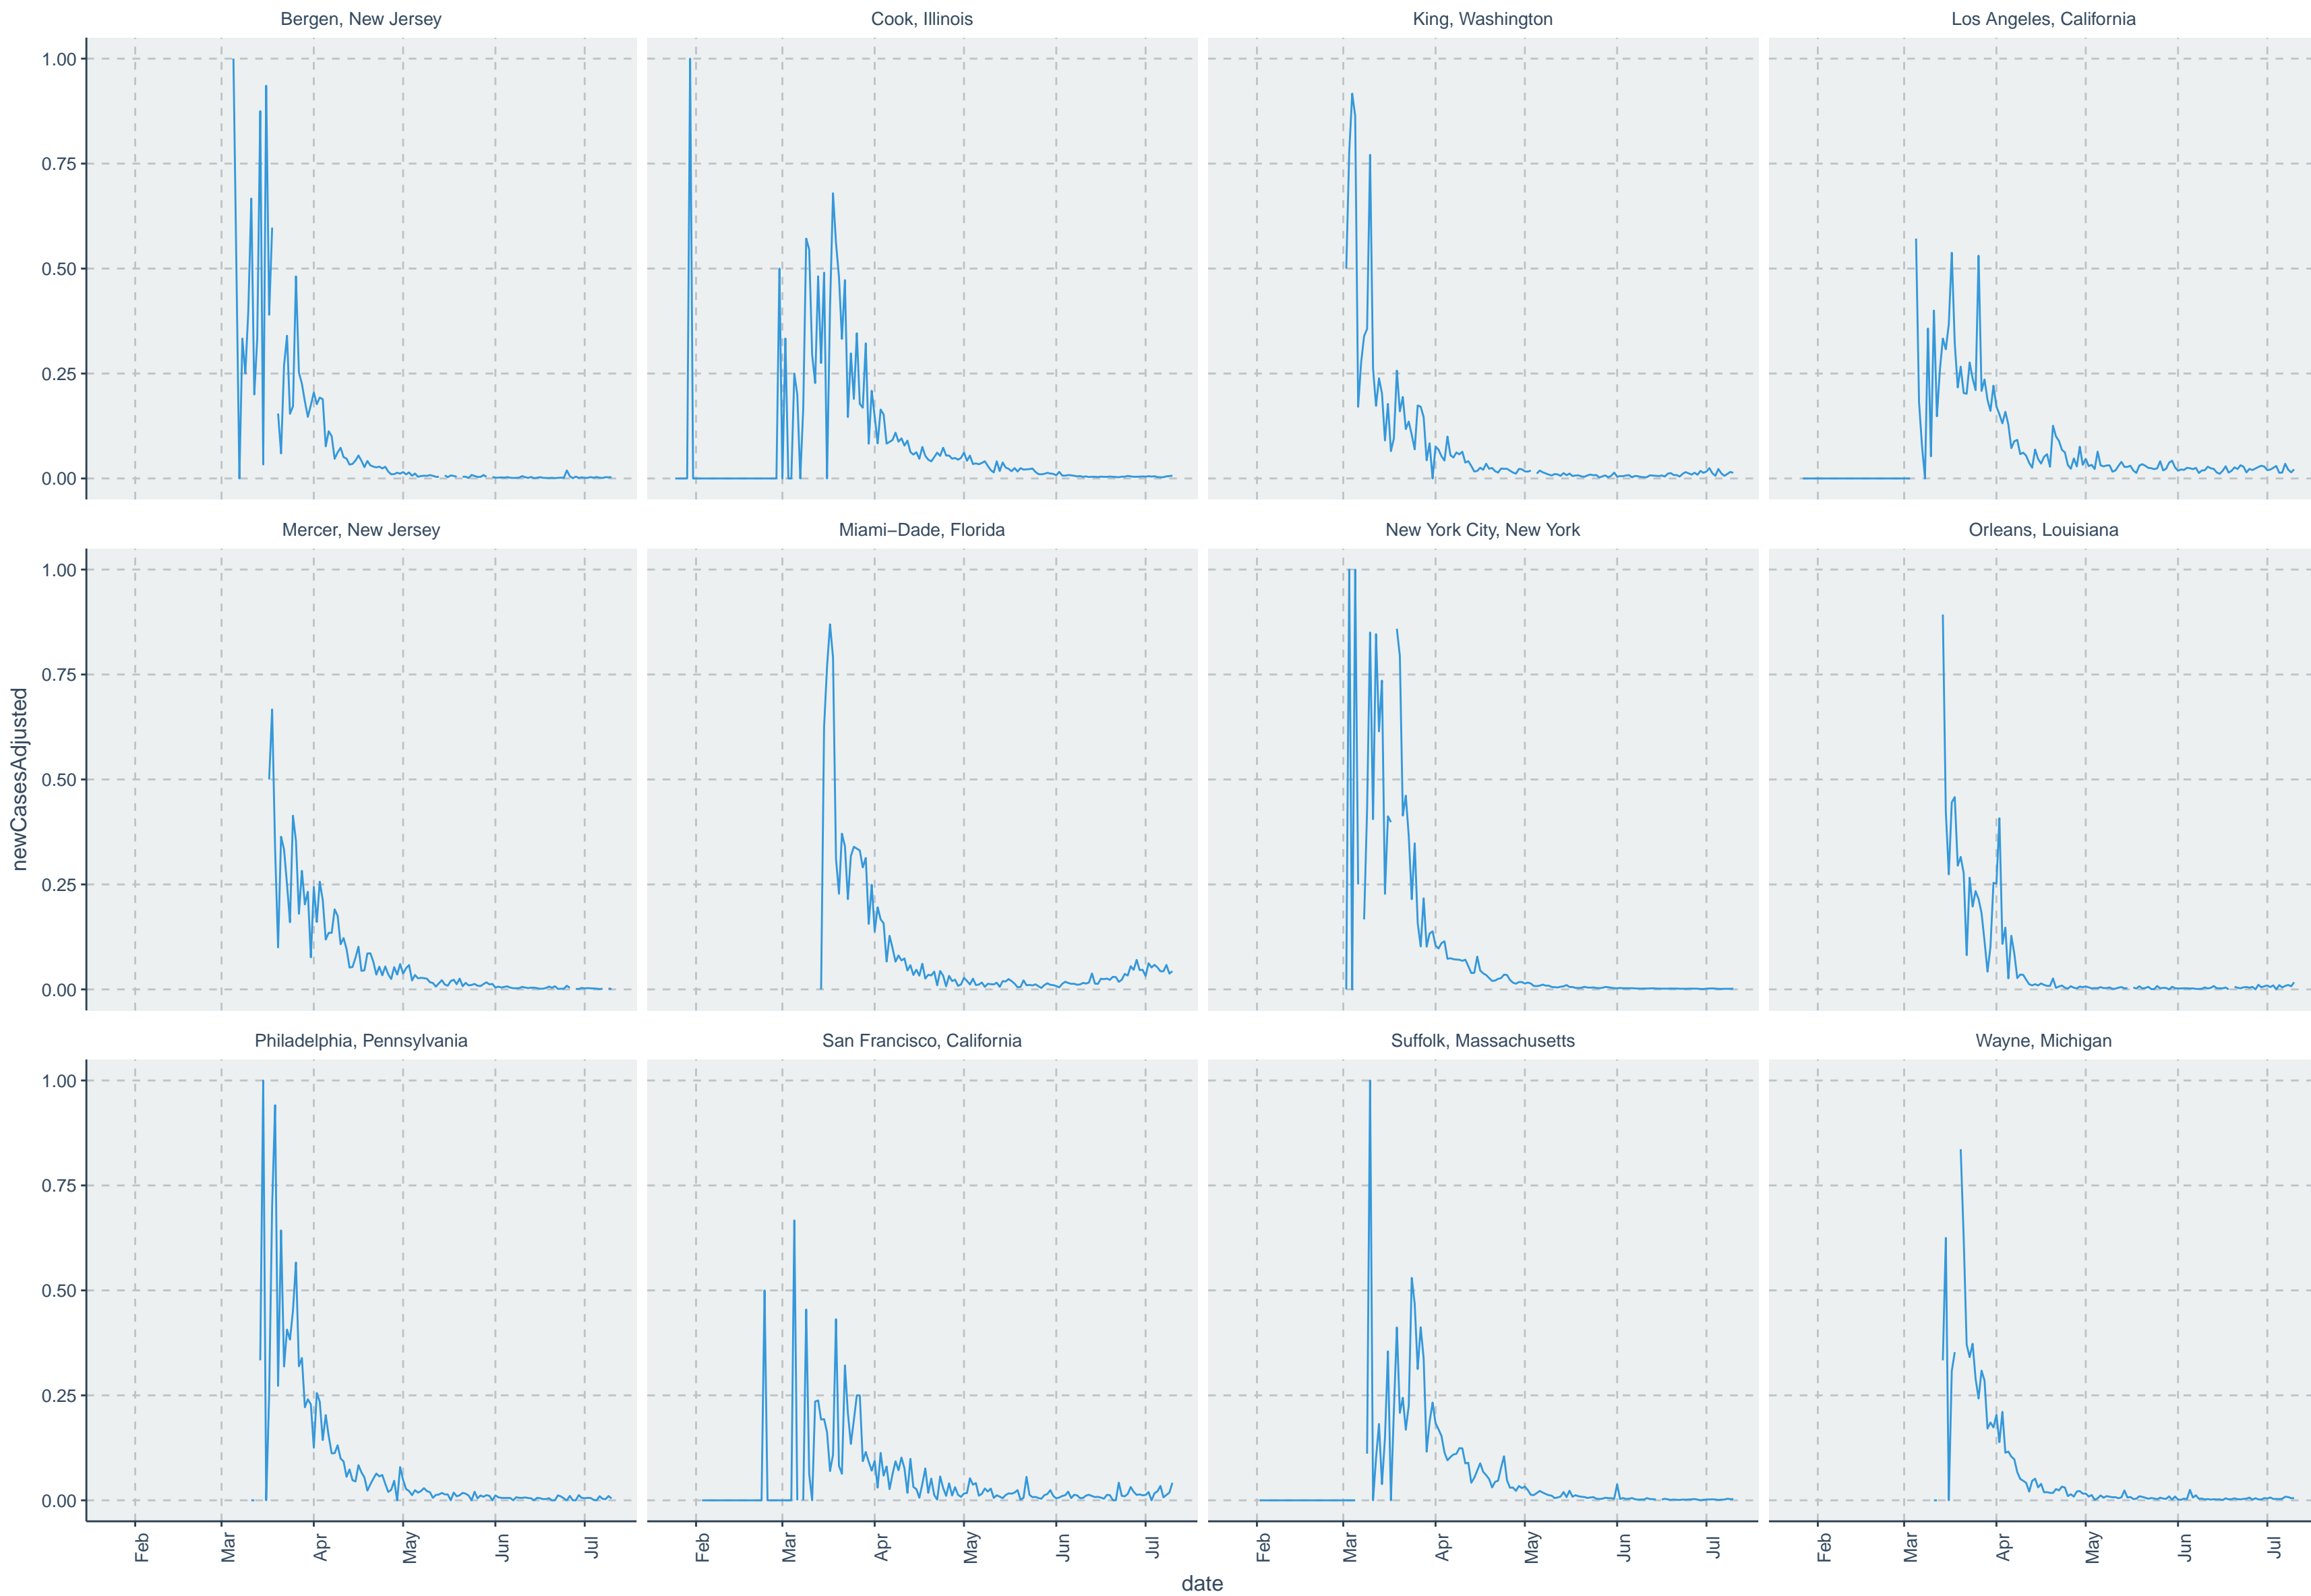 Bergen, New Jersey
Cook, Illinois
King, Washington
Los Angeles, California
1.00
0.75
0.50
0.25
0.00
Mercer, New Jersey
Miami−Dade, Florida
New York City, New York
Orleans, Louisiana
1.00
0.75
0.50
0.25
0.00
newCasesAdjusted
Philadelphia, Pennsylvania
San Francisco, California
Suffolk, Massachusetts
Wayne, Michigan
1.00
0.75
0.50
0.25
0.00
Feb
Mar
Apr
May
Jun
Jul
Feb
Mar
Apr
May
Jun
Jul
Feb
Mar
Apr
May
Jun
Jul
Feb
Mar
Apr
May
Jun
Jul
date